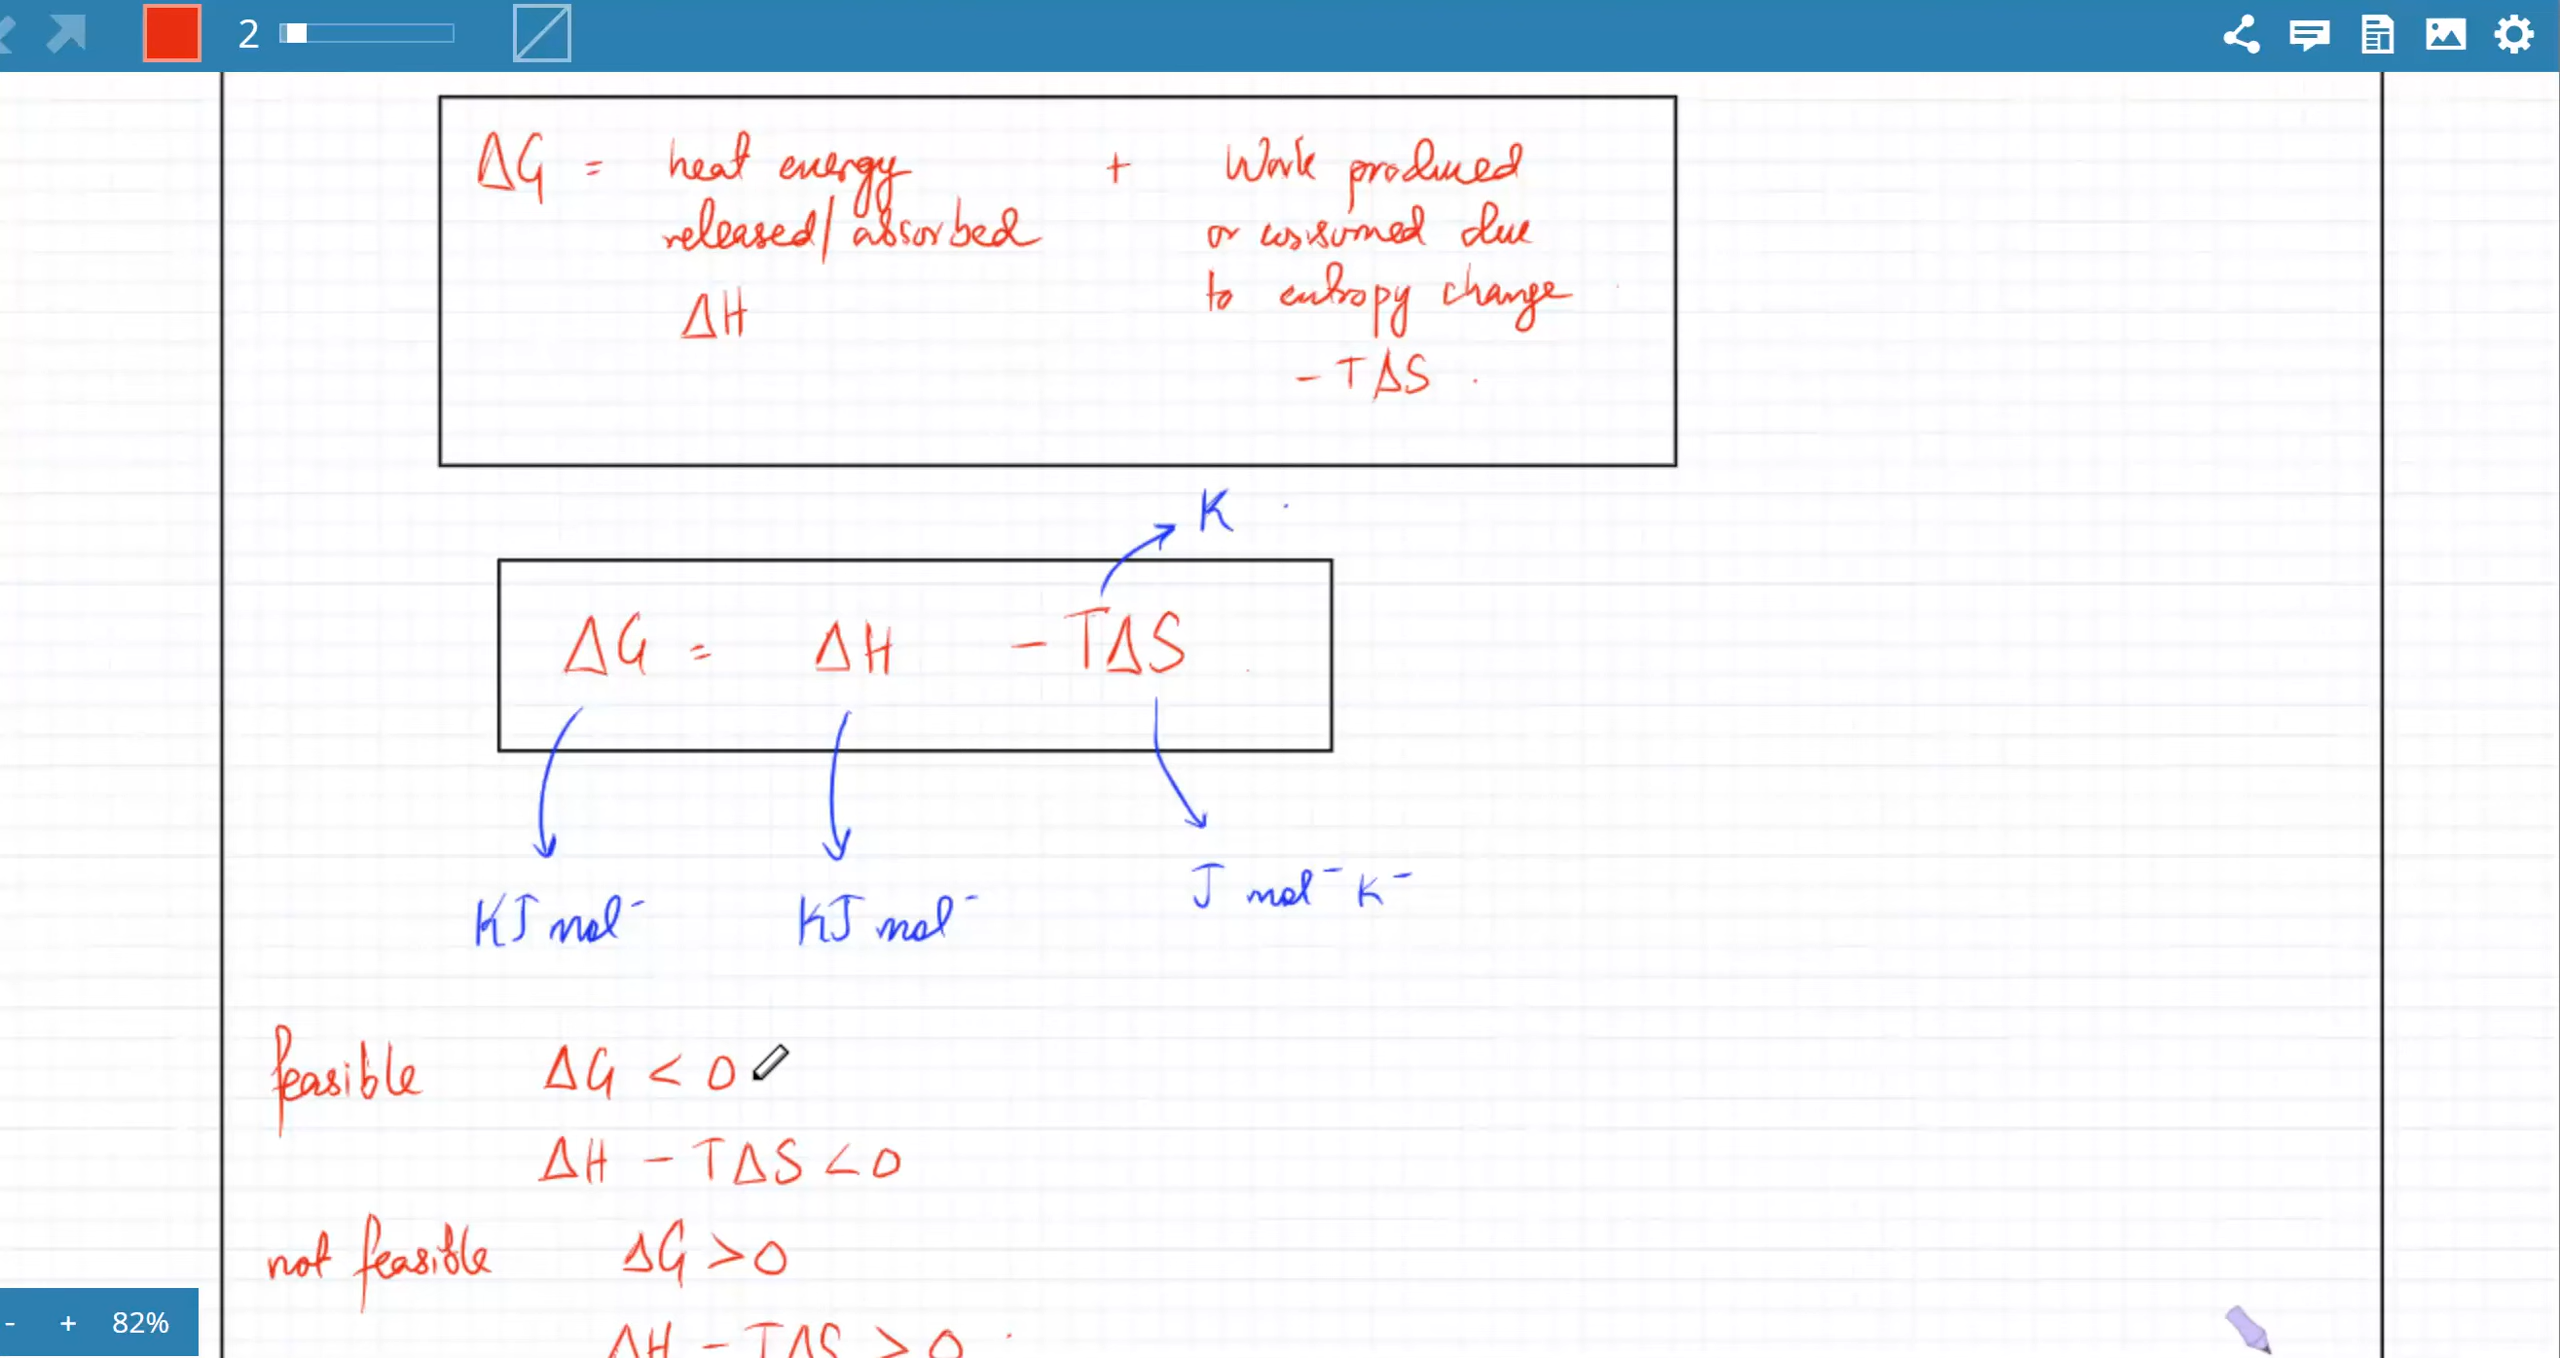 2
ΔG = heat energy + Work produced
released/absorbed or consumed due
ΔH to entropy change
- TΔS
K
ΔG = ΔH - TΔS
KJ mol⁻ KJ mol⁻ J mol⁻ K⁻
feasible ΔG < 0
ΔH - TΔS < 0
not feasible ΔG > 0
ΔH - TΔS > 0
- + 82%